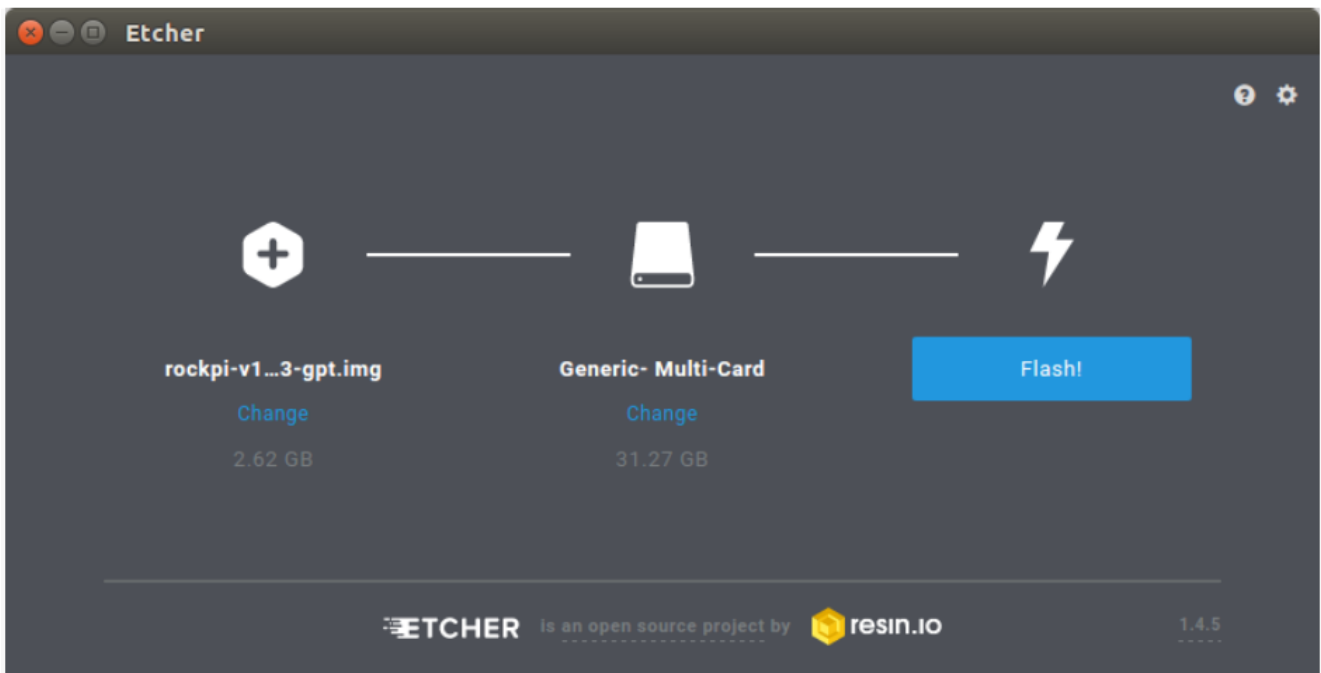 Etcher
rockpi-v1...3-gpt.img
Generic- Multi-Card
Flash!
Change
Change
2.62 GB
31.27 GB
ETCHER is an open source project by resin.io
1.4.5